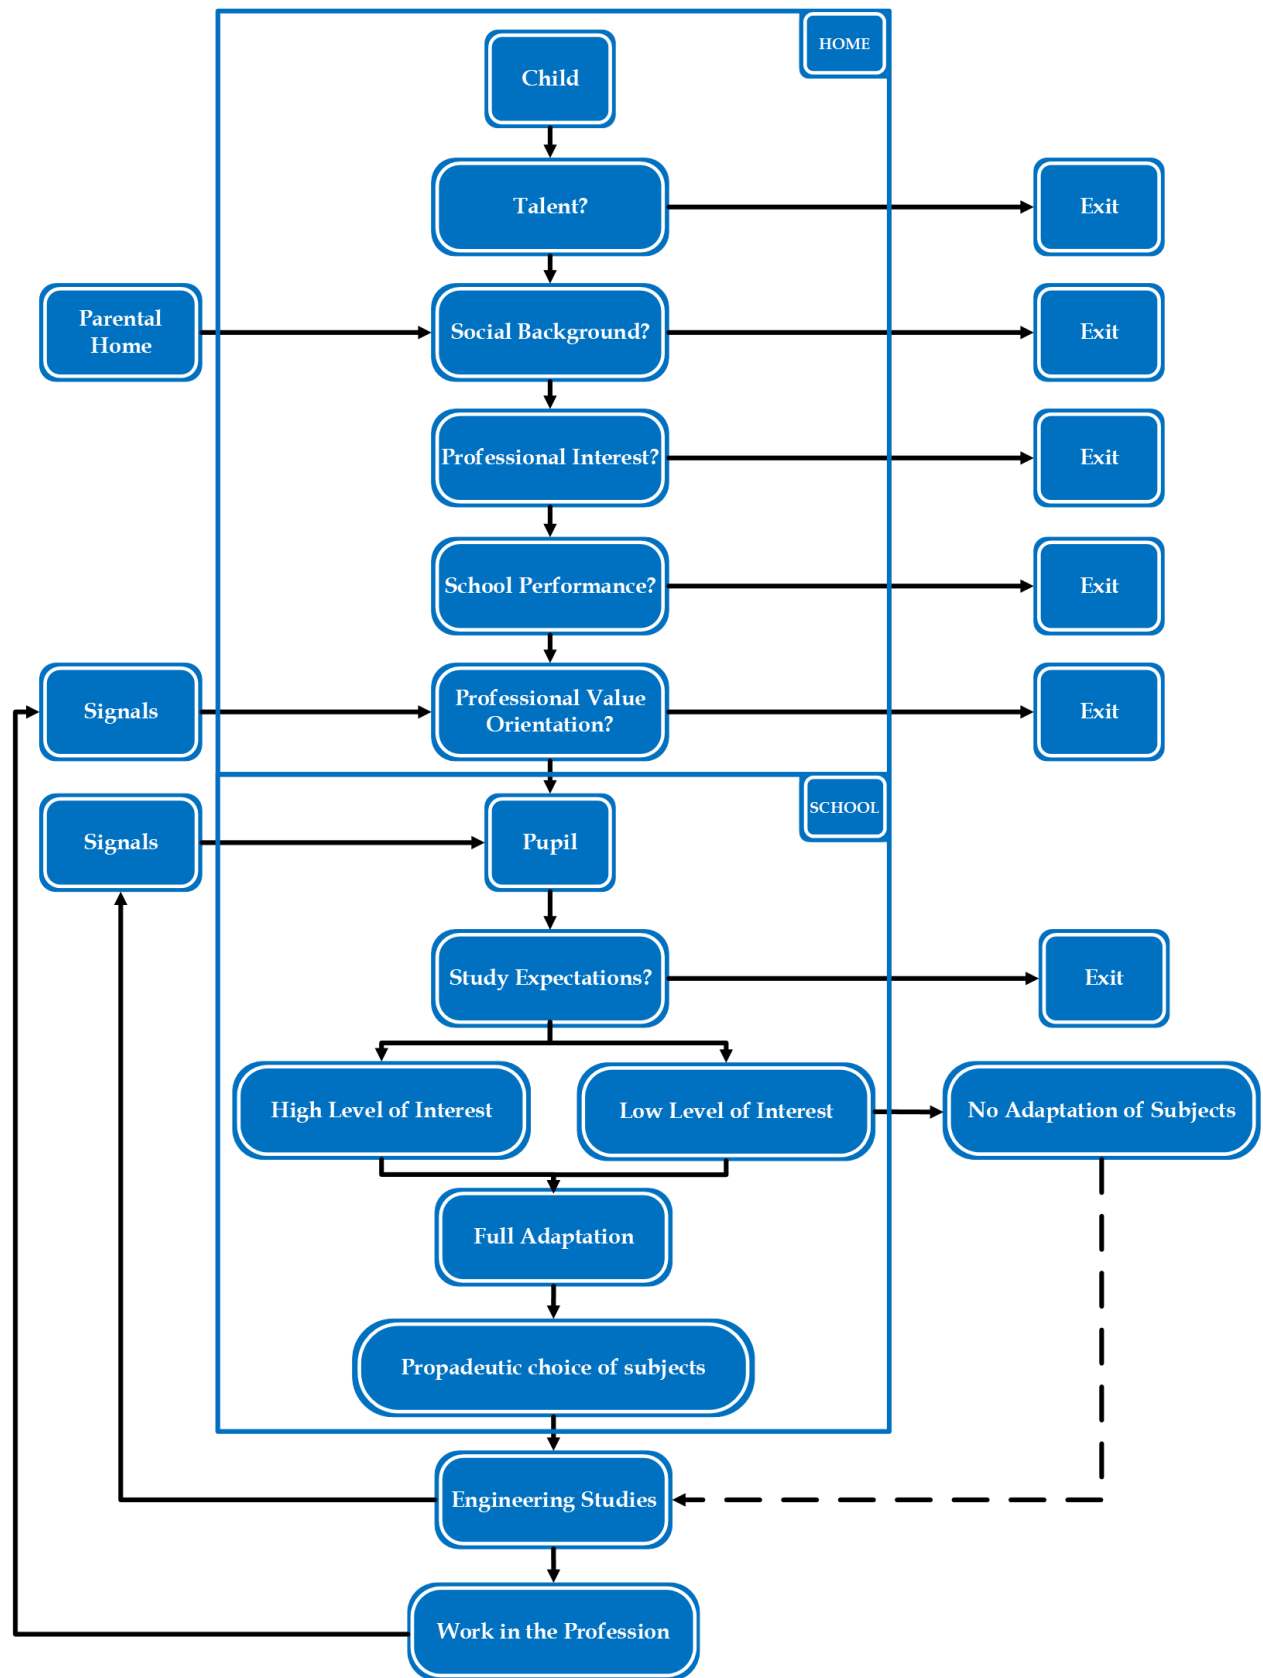 HOME
Child
Talent?
Exit
Parental
Home
Social Background?
Exit
Professional Interest?
Exit
School Performance?
Exit
Signals
Professional Value
Orientation?
Exit
SCHOOL
Signals
Pupil
Study Expectations?
Exit
High Level of Interest
Low Level of Interest
No Adaptation of Subjects
Full Adaptation
Propadeutic choice of subjects
Engineering Studies
Work in the Profession